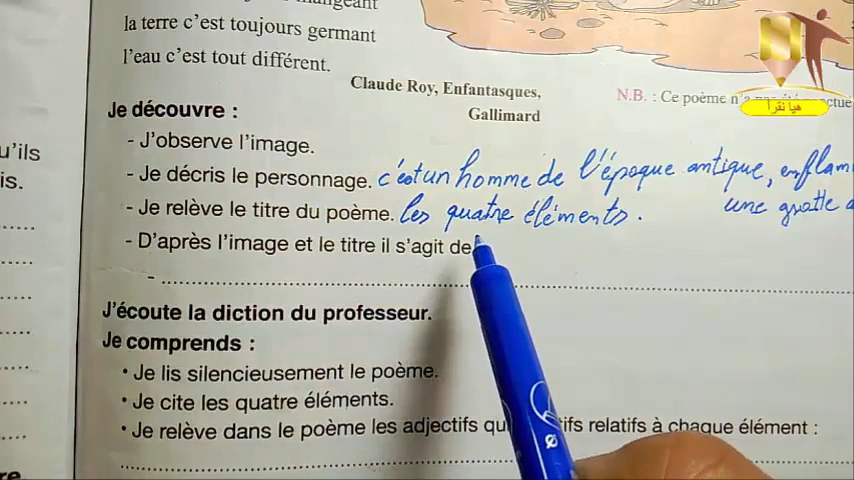 mangeant
la terre c'est toujours germant
l'eau c'est tout différent.
Claude Roy, Enfantasques,
Gallimard
N.B. : Ce poème n'a
هيا نقرأ
Je découvre :
- J'observe l'image.
- Je décris le personnage. c'est un homme de l'époque antique, enflam
- Je relève le titre du poème. les quatre éléments. une grotte
- D'après l'image et le titre il s'agit de
- ........
J'écoute la diction du professeur.
Je comprends :
• Je lis silencieusement le poème.
• Je cite les quatre éléments.
• Je relève dans le poème les adjectifs relatifs à chaque élément :
u'ils
is.